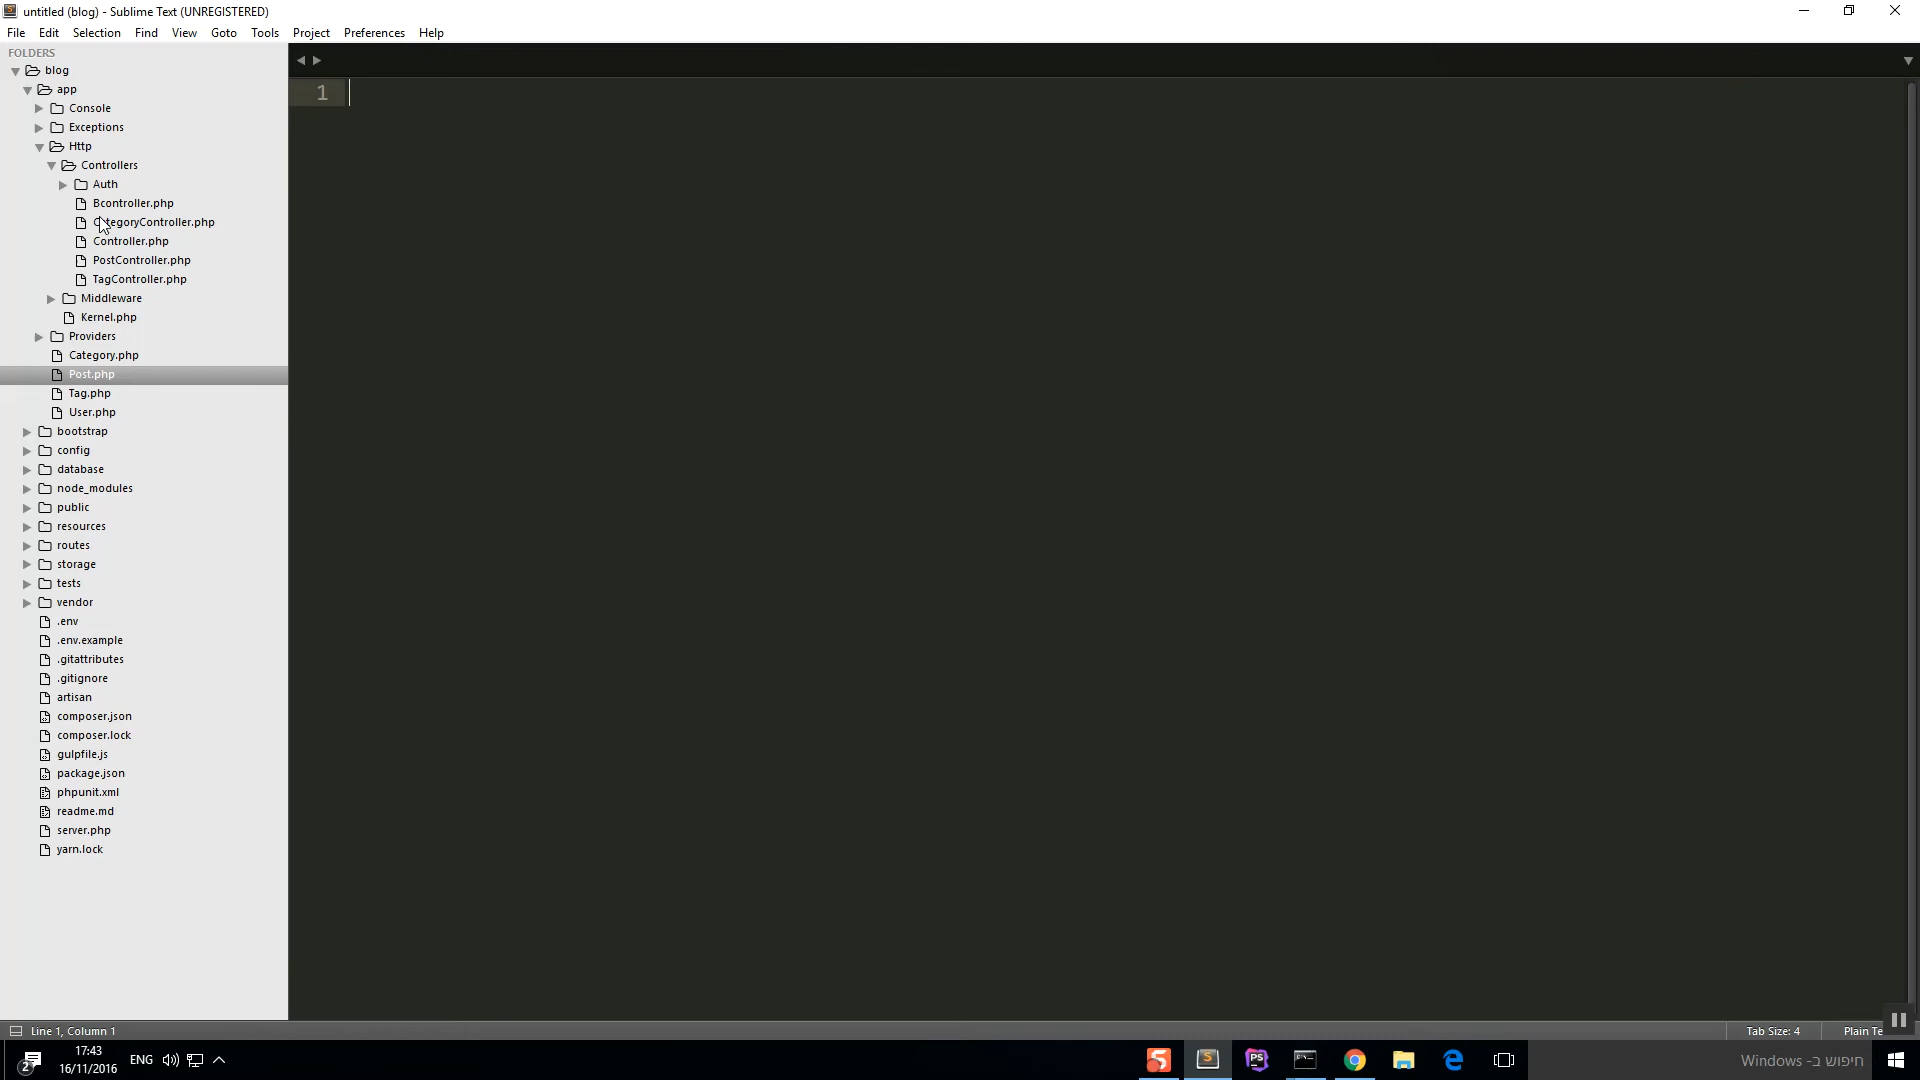 untitled (blog) - Sublime Text (UNREGISTERED)
File Edit Selection Find View Goto Tools Project Preferences Help
FOLDERS
blog
app
Console
Exceptions
Http
Controllers
Auth
Bcontroller.php
CategoryController.php
Controller.php
PostController.php
TagController.php
Middleware
Kernel.php
Providers
Category.php
Post.php
Tag.php
User.php
bootstrap
config
database
node_modules
public
resources
routes
storage
tests
vendor
.env
.env.example
.gitattributes
.gitignore
artisan
composer.json
composer.lock
gulpfile.js
package.json
phpunit.xml
readme.md
server.php
yarn.lock
1
Line 1, Column 1
Tab Size: 4
Plain Te
2
17:43
16/11/2016
ENG
S
PS
חיפוש ב- Windows